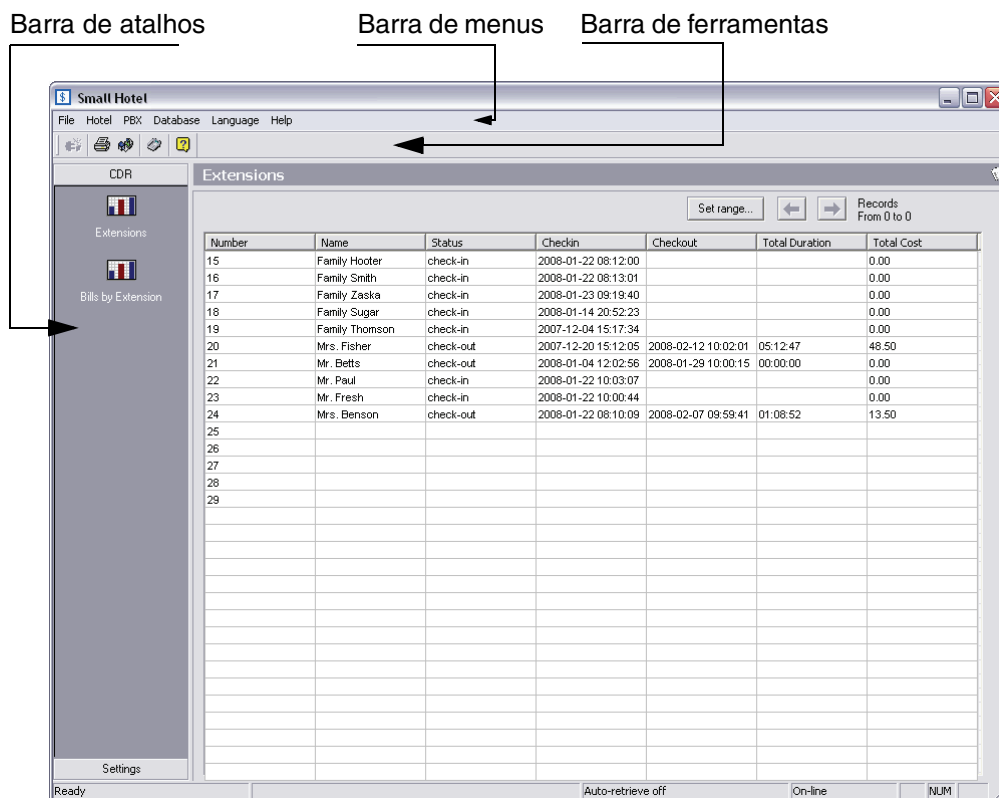 Barra de atalhos Barra de menus Barra de ferramentas
Small Hotel
File Hotel PBX Database Language Help
CDR
Extensions
Bills by Extension
Settings
Extensions
Set range... Records
From 0 to 0
Number Name Status Checkin Checkout Total Duration Total Cost
15 Family Hooter check-in 2008-01-22 08:12:00 0.00
16 Family Smith check-in 2008-01-22 08:13:01 0.00
17 Family Zaska check-in 2008-01-23 09:19:40 0.00
18 Family Sugar check-in 2008-01-14 20:52:23 0.00
19 Family Thomson check-in 2007-12-04 15:17:34 0.00
20 Mrs. Fisher check-out 2007-12-20 15:12:05 2008-02-12 10:02:01 05:12:47 48.50
21 Mr. Betts check-out 2008-01-04 12:02:56 2008-01-29 10:00:15 00:00:00 0.00
22 Mr. Paul check-in 2008-01-22 10:03:07 0.00
23 Mr. Fresh check-in 2008-01-22 10:00:44 0.00
24 Mrs. Benson check-out 2008-01-22 08:10:09 2008-02-07 09:59:41 01:08:52 13.50
25
26
27
28
29
Ready Auto-retrieve off On-line NUM